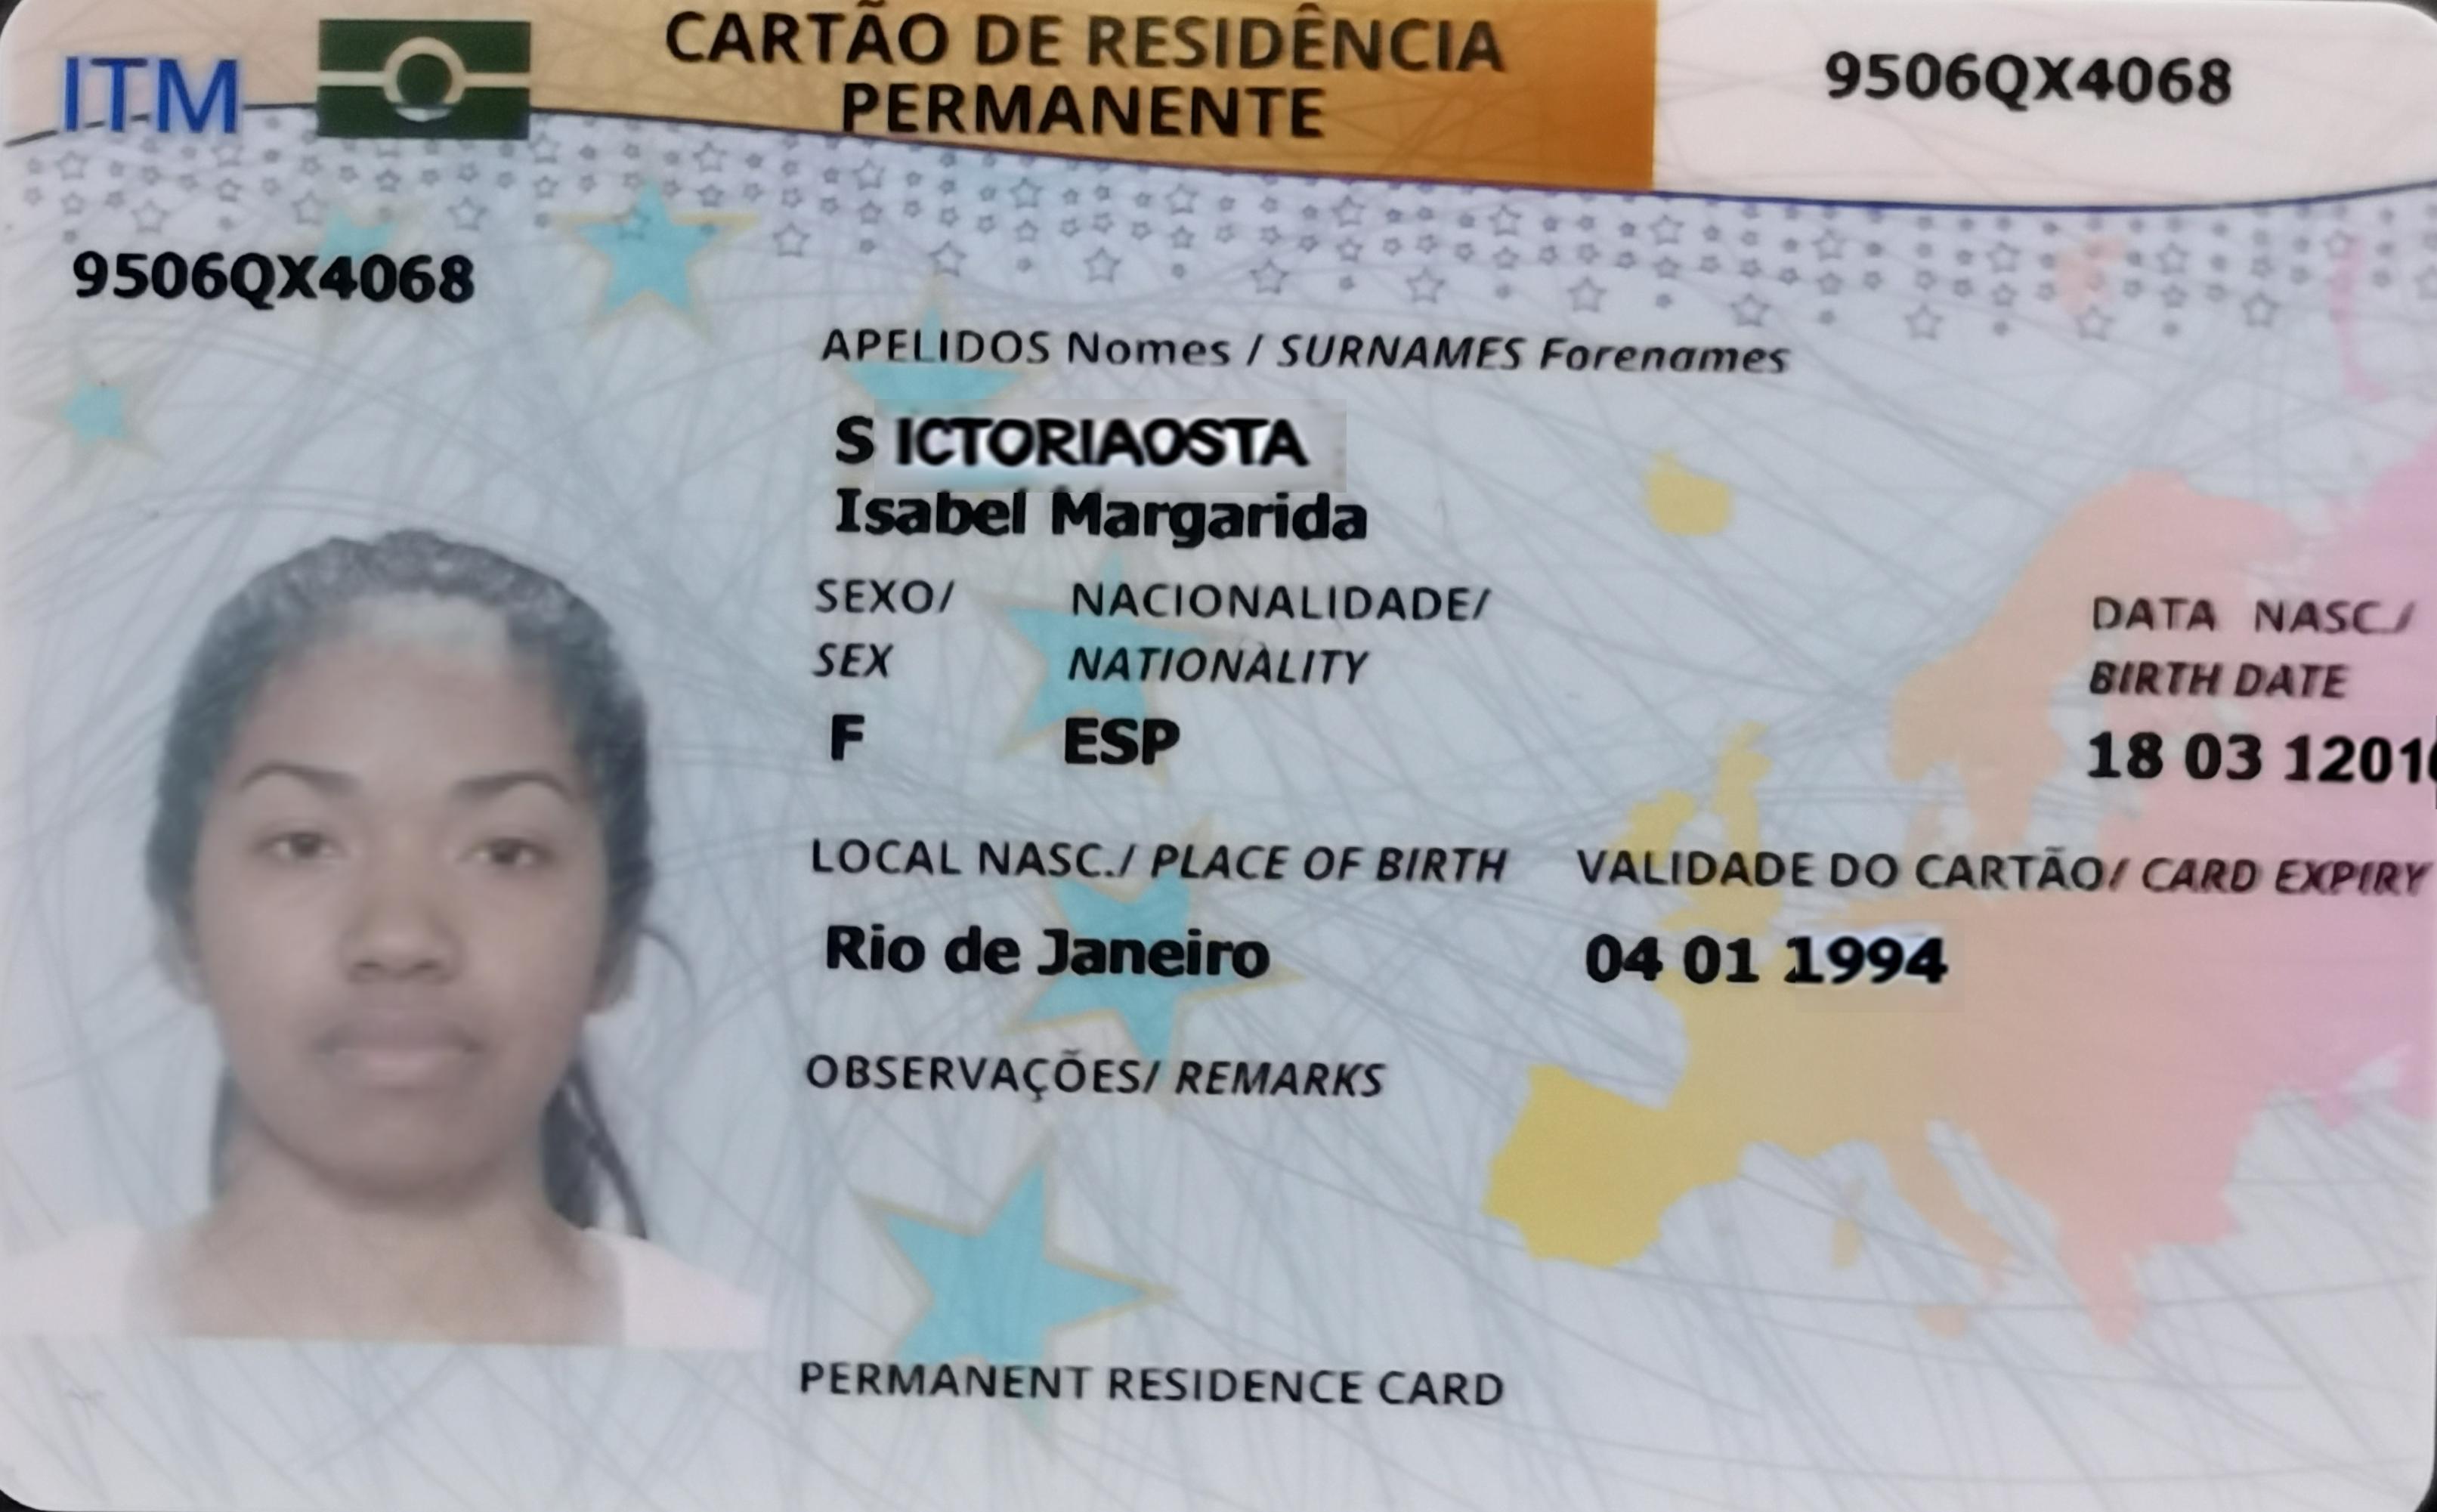 ITM
CARTÃO DE RESIDÊNCIA
PERMANENTE
9506QX4068
9506QX4068
APELIDOS Nomes / SURNAMES Forenames
S ICTORIAOSTA
Isabel Margarida
SEXO/ NACIONALIDADE/ DATA NASC./
SEX NATIONALITY BIRTH DATE
F ESP 18 03 1201
LOCAL NASC./ PLACE OF BIRTH VALIDADE DO CARTÃO/ CARD EXPIRY
Rio de Janeiro 04 01 1994
OBSERVAÇÕES/ REMARKS
PERMANENT RESIDENCE CARD